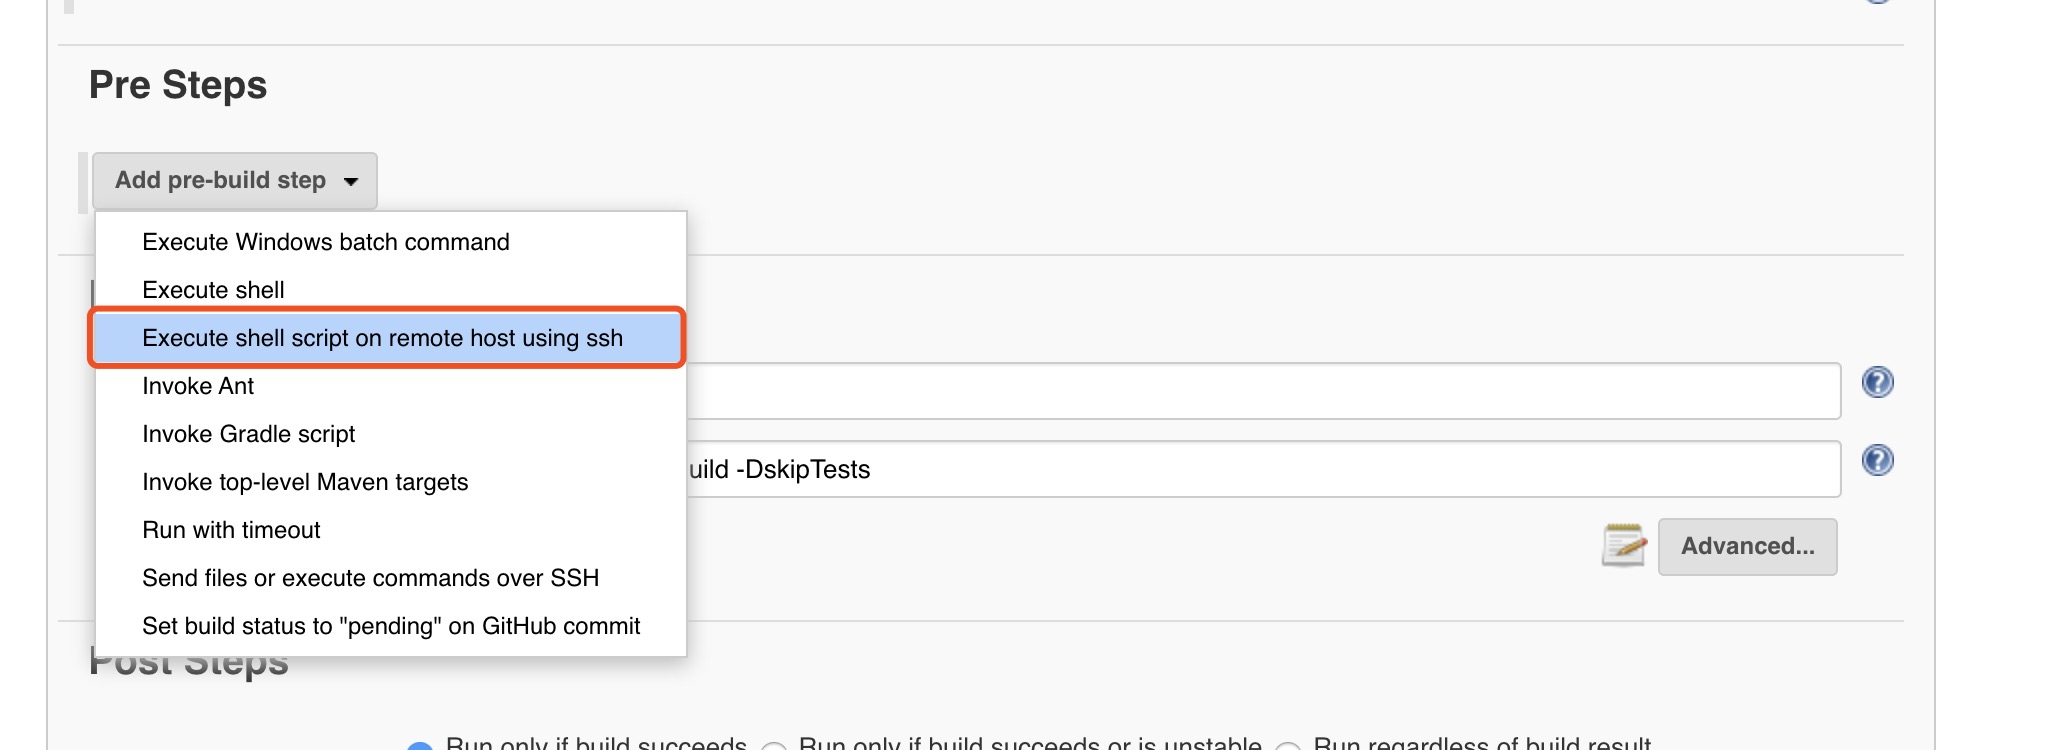 Pre Steps
Add pre-build step
Execute Windows batch command
Execute shell
Execute shell script on remote host using ssh
Invoke Ant
Invoke Gradle script
uild -DskipTests
Invoke top-level Maven targets
Run with timeout
Advanced...
Send files or execute commands over SSH
Set build status to "pending" on GitHub commit
Post Steps
Run only if build succeeds Run only if build succeeds or is unstable Run regardless of build result